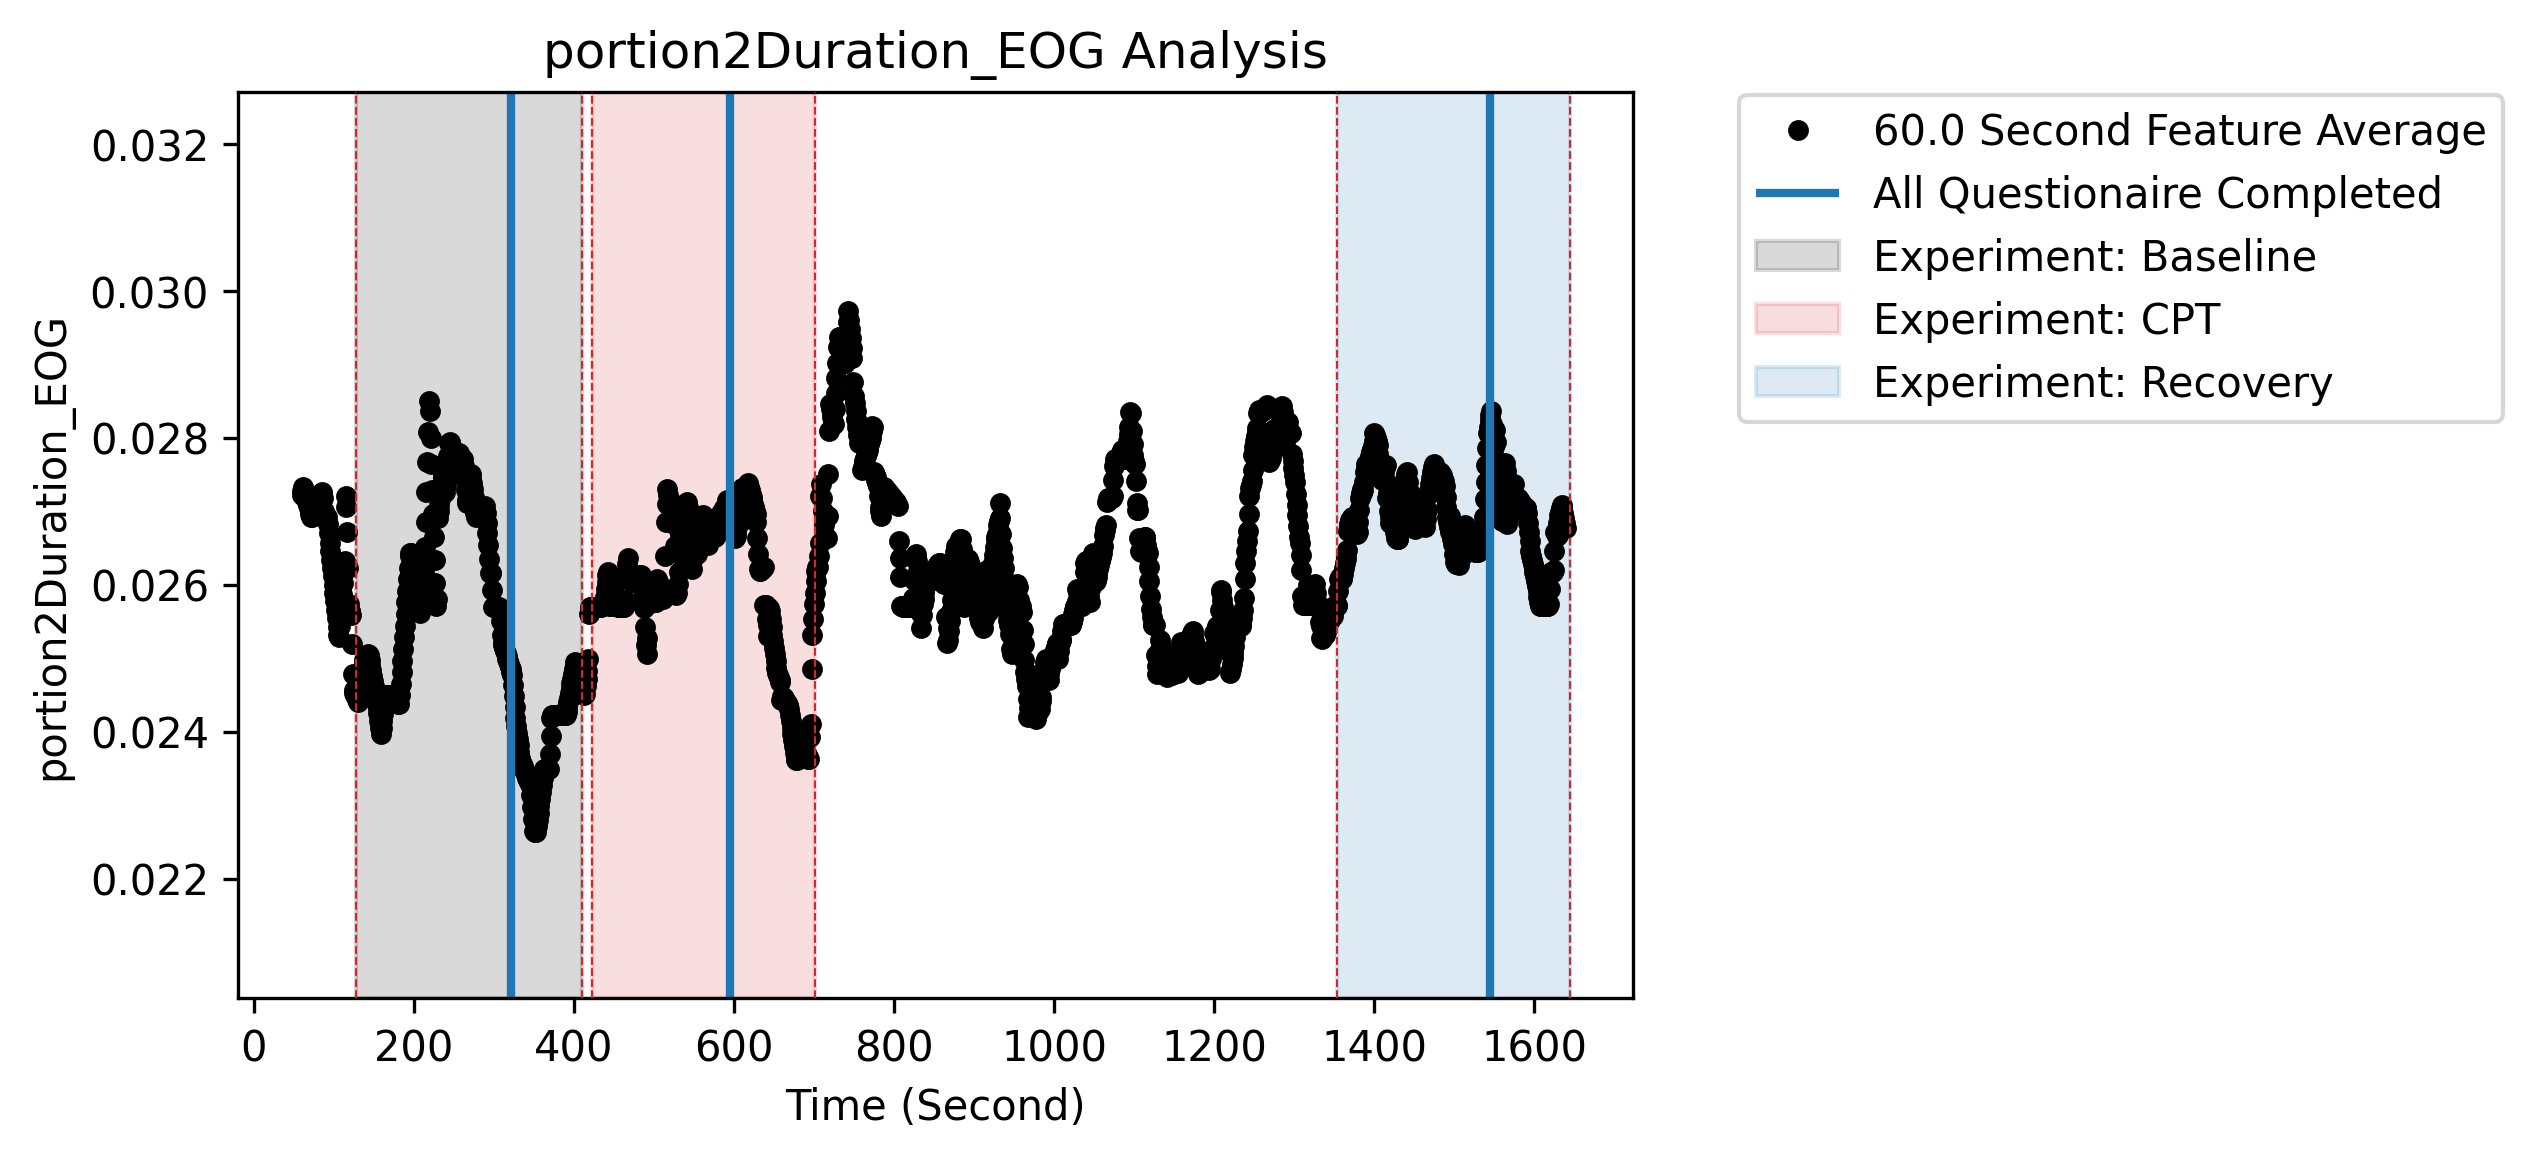 portion2Duration_EOG Analysis
portion2Duration_EOG
0.032
0.030
0.028
0.026
0.024
0.022
0 200 400 600 800 1000 1200 1400 1600
Time (Second)
60.0 Second Feature Average
All Questionaire Completed
Experiment: Baseline
Experiment: CPT
Experiment: Recovery